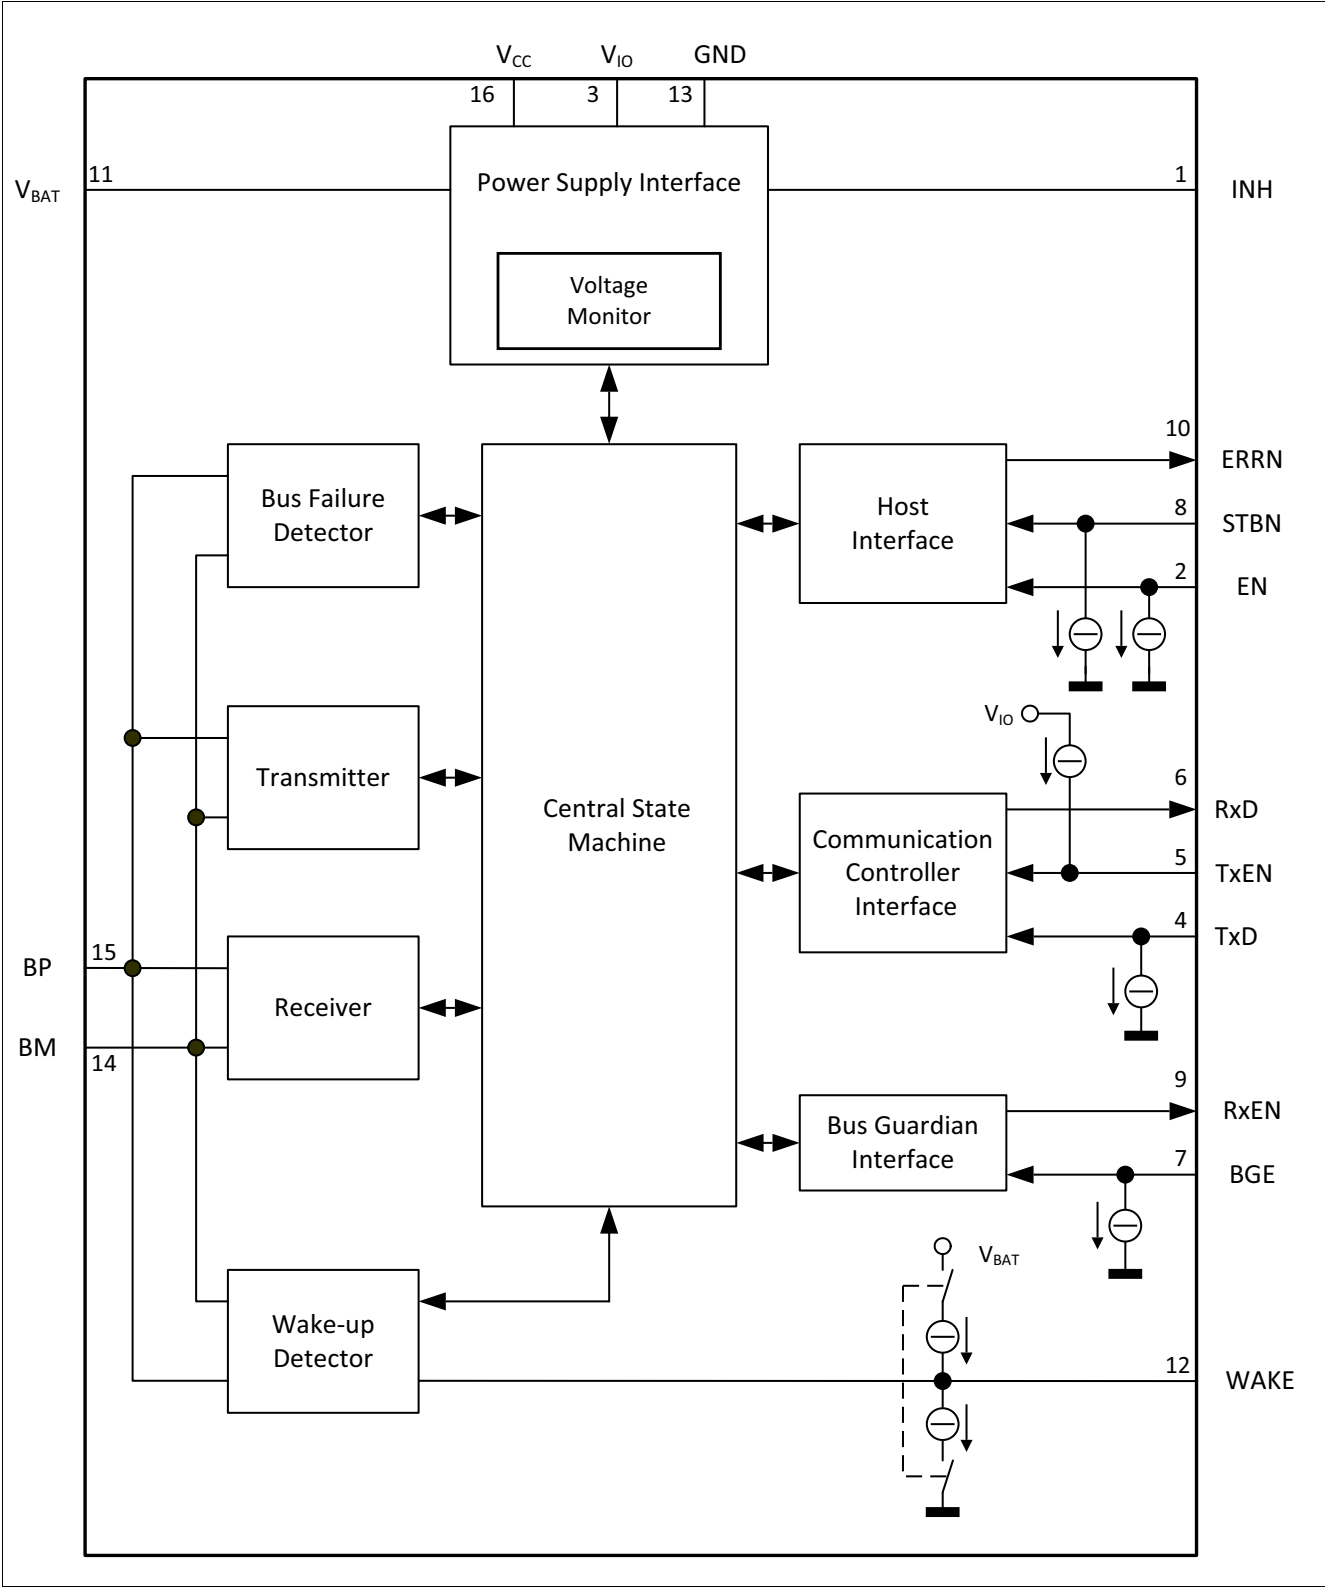 VCC VIO GND
16 3 13
VBAT 11 Power Supply Interface 1 INH
Voltage
Monitor
10
ERRN
Bus Failure
Detector
Host
Interface
8
STBN
2
EN
VIO
Transmitter
Central State
Machine
6
RxD
Communication
Controller
Interface
5
TxEN
4
TxD
BP 15
Receiver
BM
14
9
RxEN
Bus Guardian
Interface
7
BGE
VBAT
Wake-up
Detector
12
WAKE